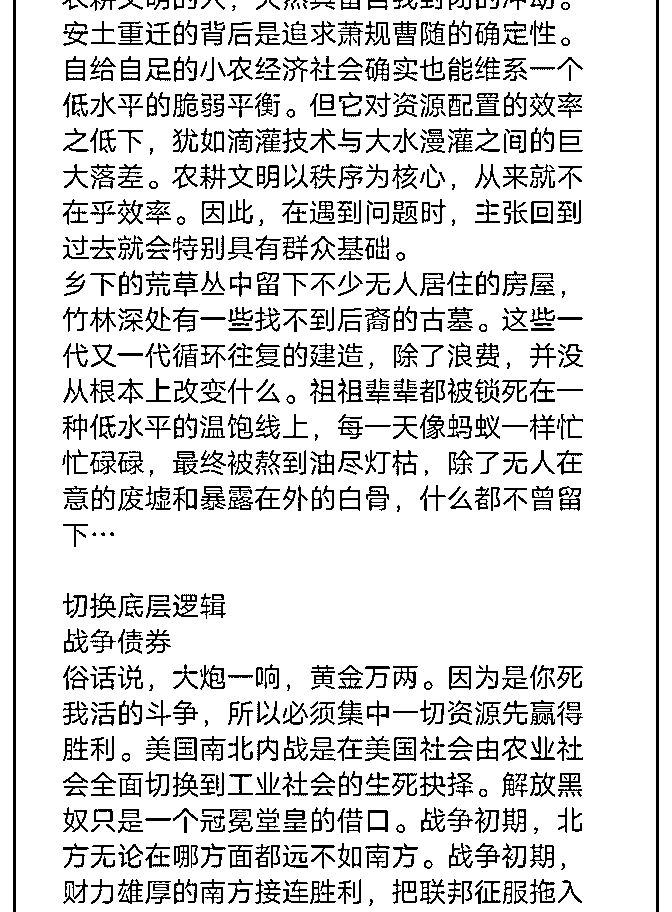 农耕文明的人，天然具留自我封闭的冲动。
安土重迁的背后是追求萧规曹随的确定性。
自给自足的小农经济社会确实也能维系一个
低水平的脆弱平衡。但它对资源配置的效率
之低下，犹如滴灌技术与大水漫灌之间的巨
大落差。农耕文明以秩序为核心，从来就不
在乎效率。因此，在遇到问题时，主张回到
过去就会特别具有群众基础。
乡下的荒草丛中留下不少无人居住的房屋，
竹林深处有一些找不到后裔的古墓。这些一
代又一代循环往复的建造，除了浪费，并没
从根本上改变什么。祖祖辈辈都被锁死在一
种低水平的温饱线上，每一天像蚂蚁一样忙
忙碌碌，最终被熬到油尽灯枯，除了无人在
意的废墟和暴露在外的白骨，什么都不曾留
下…
切换底层逻辑
战争债券
俗话说，大炮一响，黄金万两。因为是你死
我活的斗争，所以必须集中一切资源先赢得
胜利。美国南北内战是在美国社会由农业社
会全面切换到工业社会的生死抉择。解放黑
奴只是一个冠冕堂皇的借口。战争初期，北
方无论在哪方面都远不如南方。战争初期，
财力雄厚的南方接连胜利，把联邦征服拖入